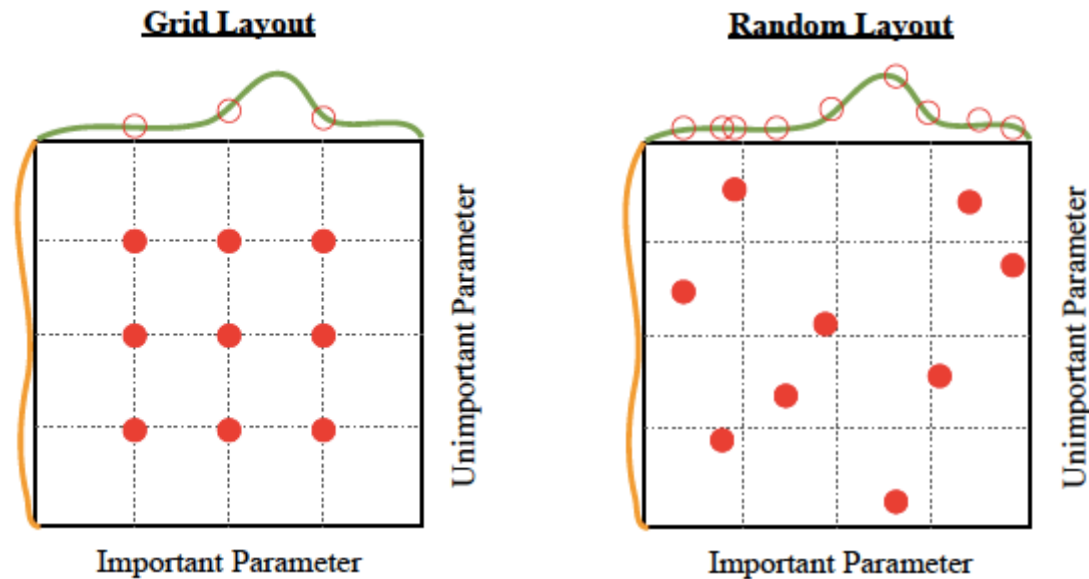 Grid Layout
Unimportant Parameter
Important Parameter
Random Layout
Unimportant Parameter
Important Parameter